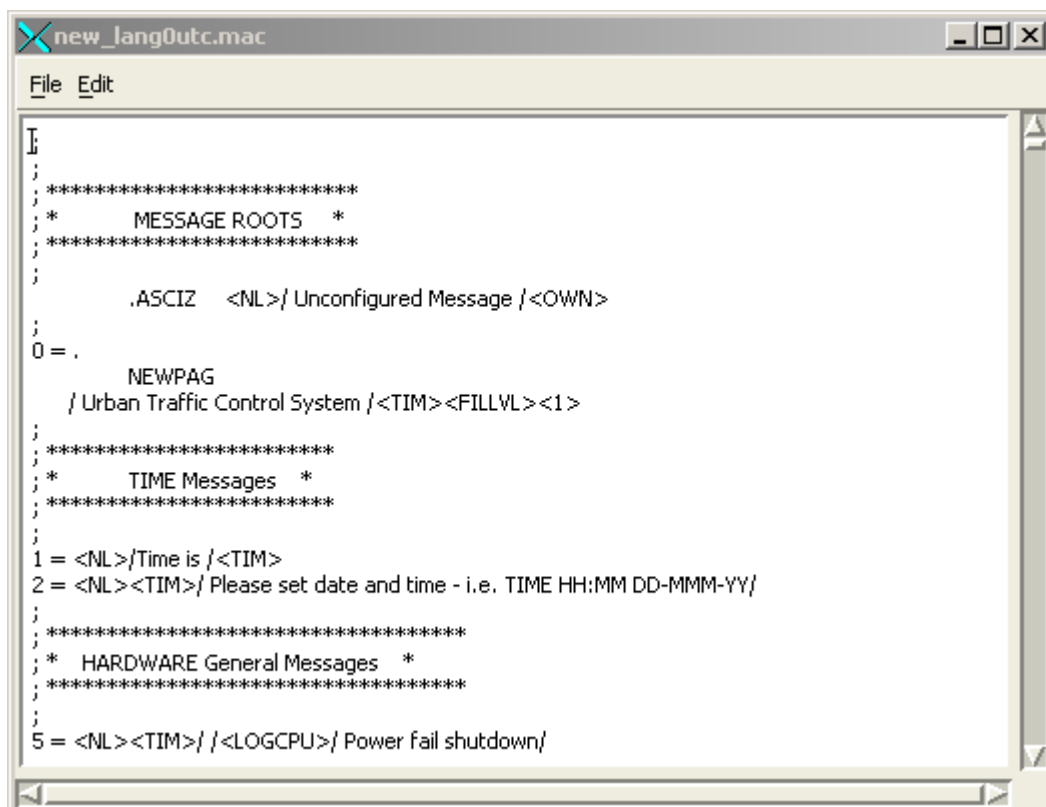 new_lang0utc.mac
File Edit
;
;
; **************************
; * MESSAGE ROOTS *
; **************************
;
.ASCIZ <NL>/ Unconfigured Message /<OWN>
;
0 = .
NEWPAG
/ Urban Traffic Control System /<TIM><FILLVL><1>
;
; ************************
; * TIME Messages *
; ************************
;
1 = <NL>/Time is /<TIM>
2 = <NL><TIM>/ Please set date and time - i.e. TIME HH:MM DD-MMM-YY/
;
; ***********************************
; * HARDWARE General Messages *
; ***********************************
;
5 = <NL><TIM>/ /<LOGCPU>/ Power fail shutdown/